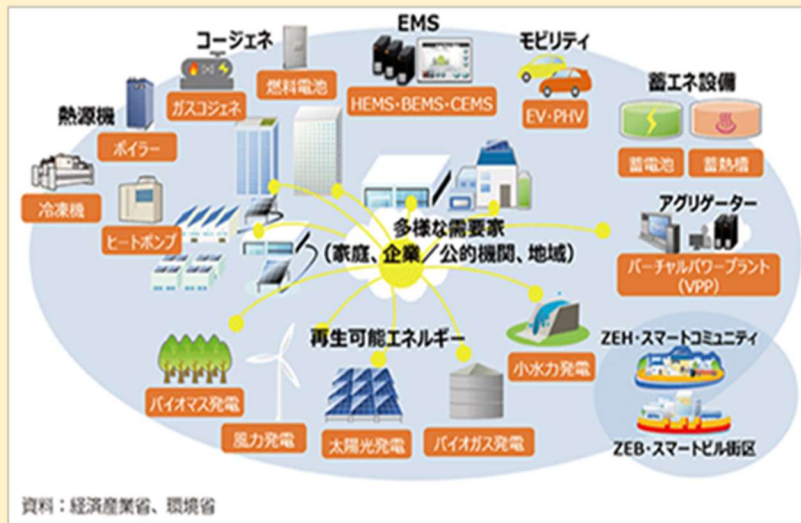 コージェネ
EMS
モビリティ
蓄エネ設備
熱源機
ガスコジェネ
燃料電池
HEMS・BEMS・CEMS
EV・PHV
ボイラー
蓄電池
蓄熱槽
冷凍機
ヒートポンプ
アグリゲーター
バーチャルパワープラント
(VPP)
多様な需要家
(家庭、企業/公的機関、地域)
再生可能エネルギー
小水力発電
ZEH・スマートコミュニティ
バイオマス発電
風力発電
太陽光発電
バイオガス発電
ZEB・スマートビル街区
資料:経済産業省、環境省